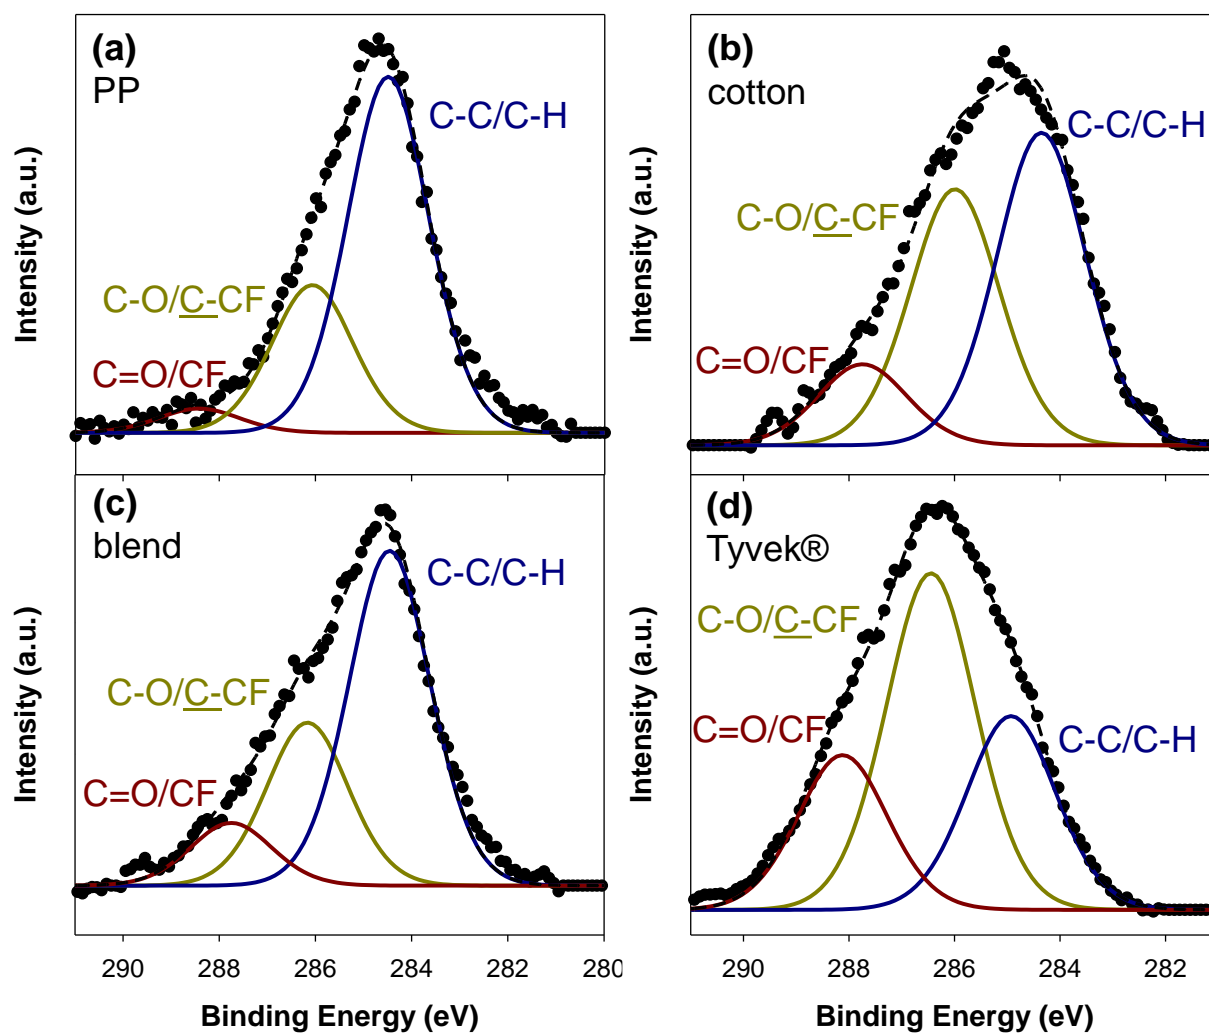 (a)
PP
C-C/C-H
C-O/C-CF
C=O/CF
Intensity (a.u.)
(b)
cotton
C-C/C-H
C-O/C-CF
C=O/CF
Intensity (a.u.)
(c)
blend
C-C/C-H
C-O/C-CF
C=O/CF
Intensity (a.u.)
290 288 286 284 282 280
Binding Energy (eV)
(d)
Tyvek®
C-O/C-CF
C=O/CF
C-C/C-H
Intensity (a.u.)
290 288 286 284 282
Binding Energy (eV)